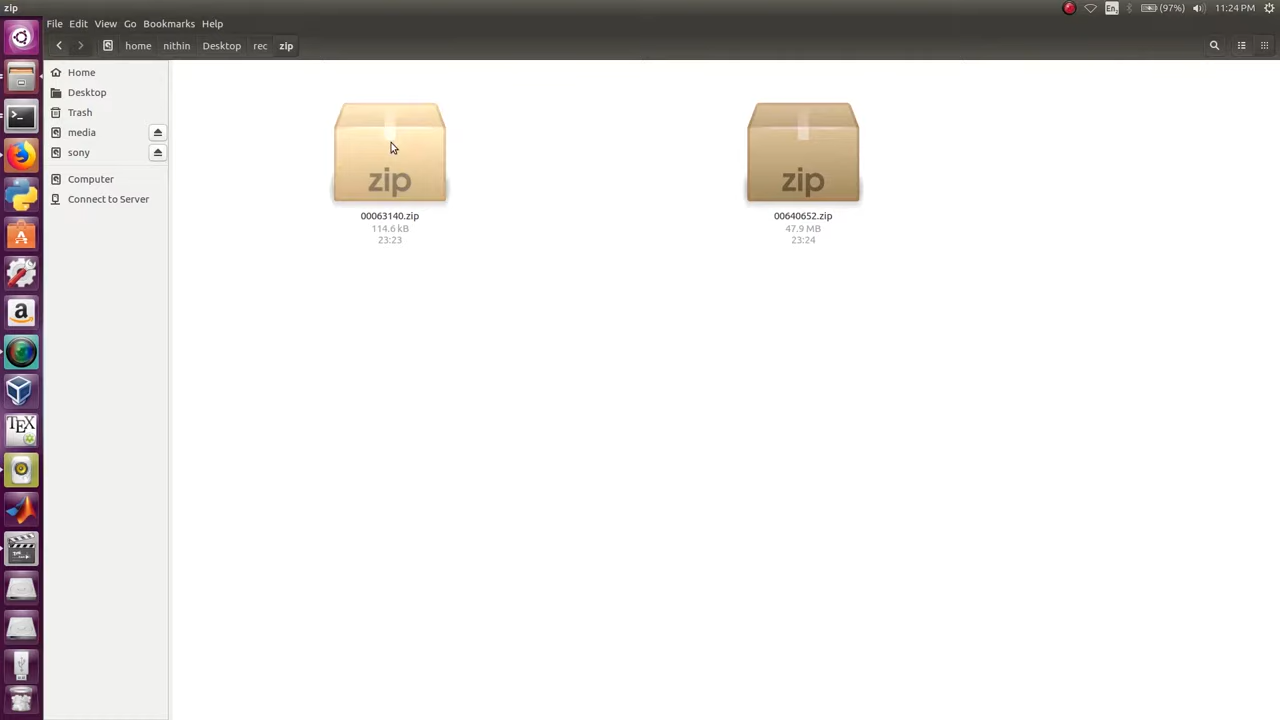 zip
File Edit View Go Bookmarks Help
En (97%) 11:24 PM
home nithin Desktop rec zip
Home
Desktop
Trash
media
sony
Computer
Connect to Server
zip
00063140.zip
114.6 kB
23:23
zip
00640652.zip
47.9 MB
23:24
a
TEX